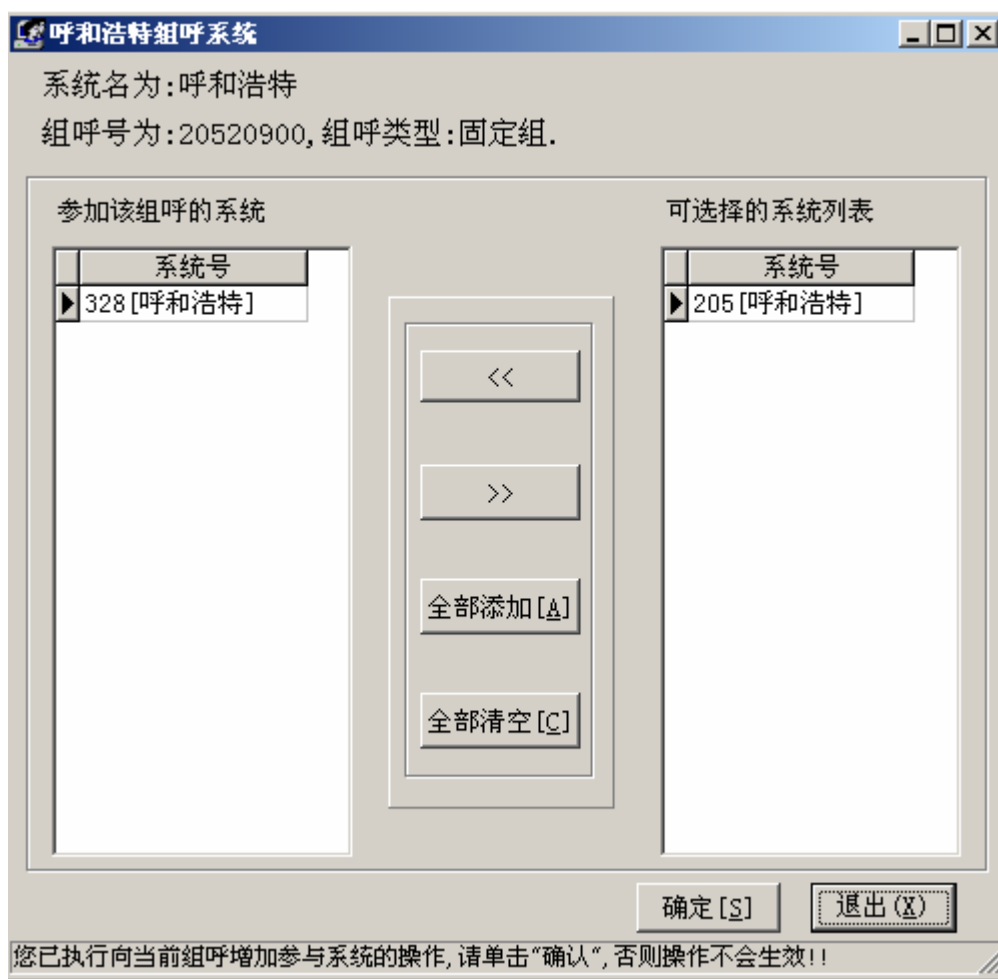 呼和浩特组呼系统
系统名为:呼和浩特
组呼号为:20520900,组呼类型:固定组.
参加该组呼的系统
可选择的系统列表
系统号
328[呼和浩特]
系统号
205[呼和浩特]
<<
>>
全部添加[A]
全部清空[C]
确定[S]
退出(X)
您已执行向当前组呼增加参与系统的操作,请单击“确认“,否则操作不会生效!!